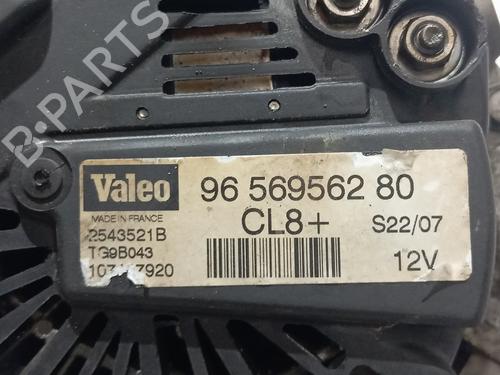 B-PARTS
Valeo
MADE IN FRANCE
2543521B
TG9B043
96 569562 80
CL8+
S22/07
12V